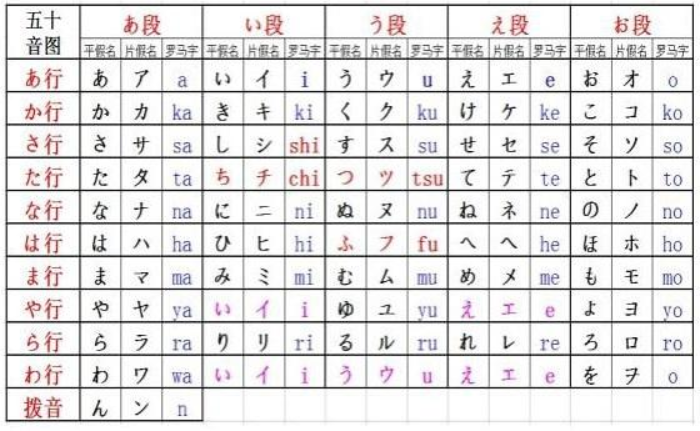 五十音图 あ段 い段 う段 え段 お段
平假名 片假名 罗马字 平假名 片假名 罗马字 平假名 片假名 罗马字 平假名 片假名 罗马字 平假名 片假名 罗马字
あ行 あ ア a い イ i う ウ u え エ e お オ o
か行 か カ ka き キ ki く ク ku け ケ ke こ コ ko
さ行 さ サ sa し シ shi す ス su せ セ se そ ソ so
た行 た タ ta ち チ chi つ ツ tsu て テ te と ト to
な行 な ナ na に ニ ni ぬ ヌ nu ね ネ ne の ノ no
は行 は ハ ha ひ ヒ hi ふ フ fu へ ヘ he ほ ホ ho
ま行 ま マ ma み ミ mi む ム mu め メ me も モ mo
や行 や ヤ ya い イ i ゆ ユ yu え エ e よ ヨ yo
ら行 ら ラ ra り リ ri る ル ru れ レ re ろ ロ ro
わ行 わ ワ wa い イ i う ウ u え エ e を ヲ o
拨音 ん ン n